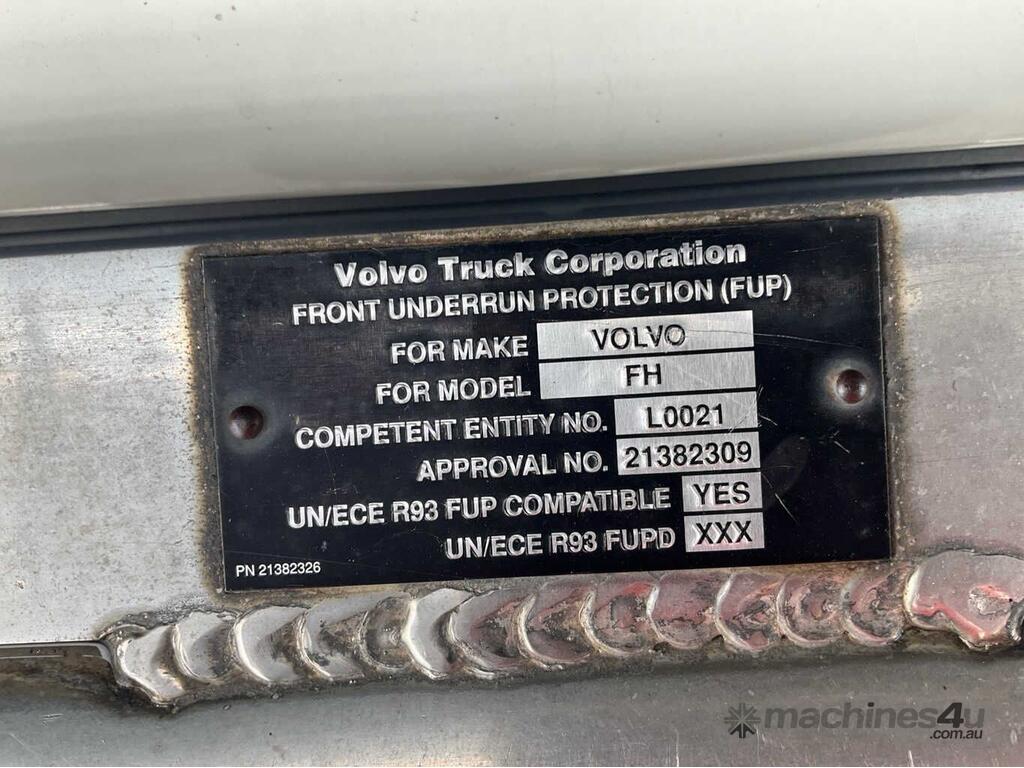 Volvo Truck Corporation
FRONT UNDERRUN PROTECTION (FUP)
FOR MAKE VOLVO
FOR MODEL FH
COMPETENT ENTITY NO. L0021
APPROVAL NO. 21382309
UN/ECE R93 FUP COMPATIBLE YES
UN/ECE R93 FUPD XXX
PN 21382326
machines4u
.com.au